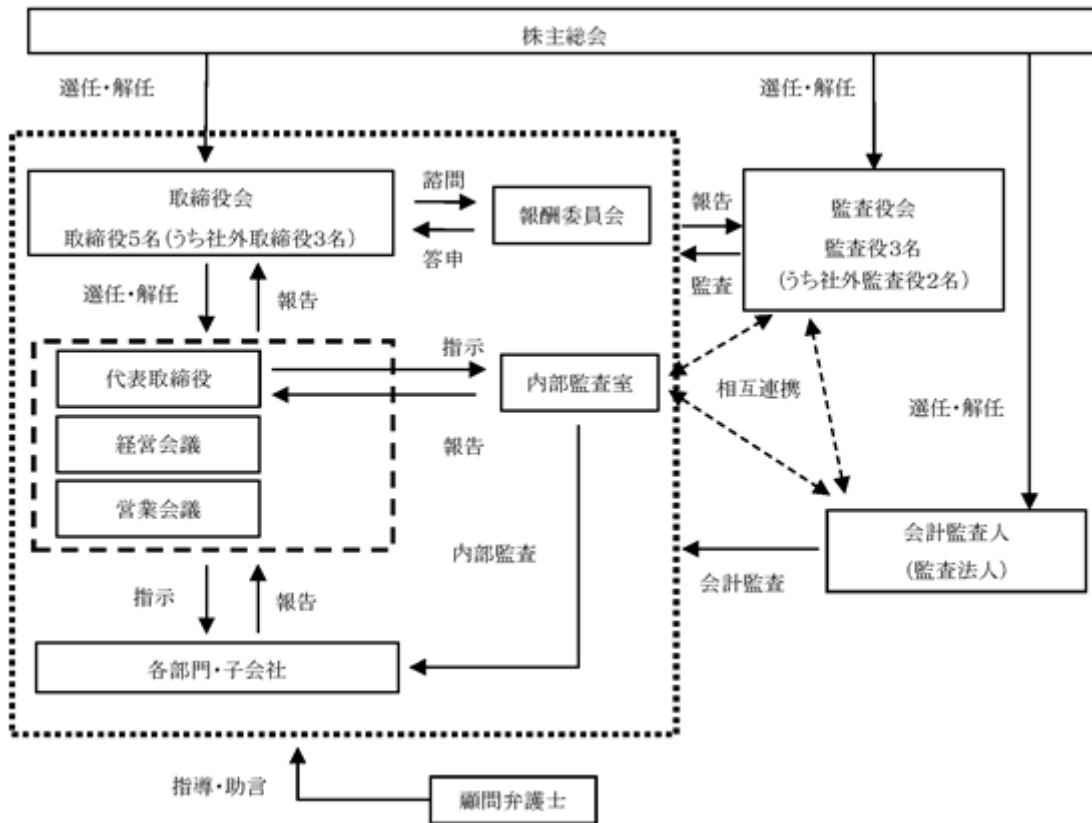 株主総会
選任・解任
選任・解任
取締役会
取締役5名(うち社外取締役3名)
諮問
報酬委員会
答申
報告
監査
監査役会
監査役3名
(うち社外監査役2名)
選任・解任
報告
代表取締役
経営会議
営業会議
指示
報告
内部監査室
相互連携
選任・解任
内部監査
会計監査
会計監査人
(監査法人)
指示
報告
各部門・子会社
指導・助言
顧問弁護士